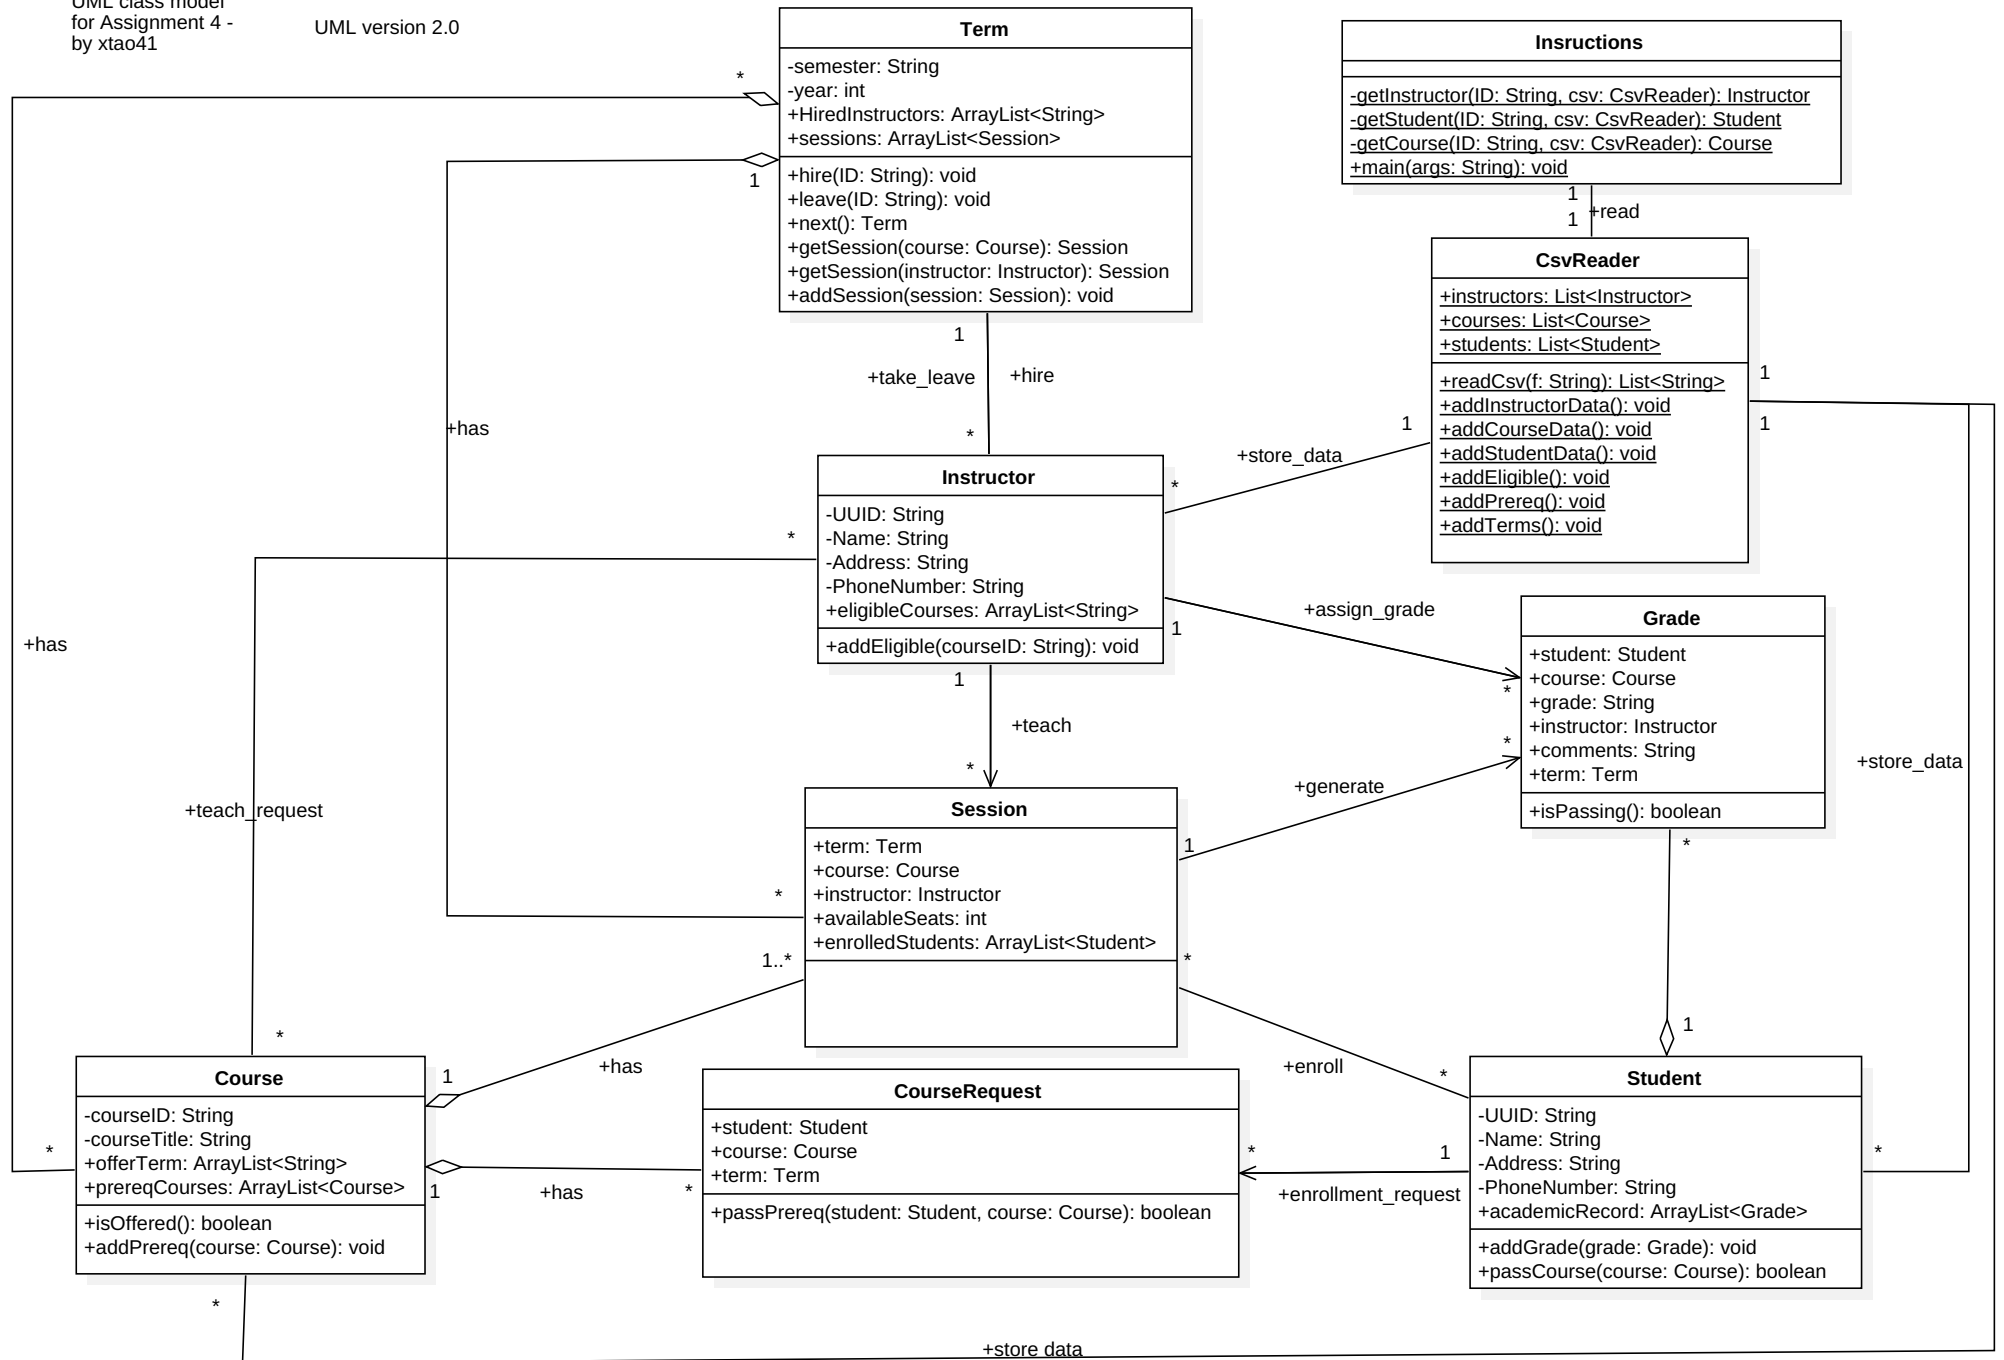 UML class model
for Assignment 4 -
by xtao41
UML version 2.0
Term
-semester: String
-year: int
+HiredInstructors: ArrayList<String>
+sessions: ArrayList<Session>
+hire(ID: String): void
+leave(ID: String): void
+next(): Term
+getSession(course: Course): Session
+getSession(instructor: Instructor): Session
+addSession(session: Session): void
Insructions
-getInstructor(ID: String, csv: CsvReader): Instructor
-getStudent(ID: String, csv: CsvReader): Student
-getCourse(ID: String, csv: CsvReader): Course
+main(args: String): void
*
1
1
1
+read
CsvReader
+instructors: List<Instructor>
+courses: List<Course>
+students: List<Student>
+readCsv(f: String): List<String>
+addInstructorData(): void
+addCourseData(): void
+addStudentData(): void
+addEligible(): void
+addPrereq(): void
+addTerms(): void
1
1
1
+take_leave
+hire
*
+has
1
+store_data
*
Instructor
-UUID: String
-Name: String
-Address: String
-PhoneNumber: String
+eligibleCourses: ArrayList<String>
+addEligible(courseID: String): void
*
+has
1
+assign_grade
*
Grade
+student: Student
+course: Course
+grade: String
+instructor: Instructor
+comments: String
+term: Term
+isPassing(): boolean
1
+teach
*
*
+generate
1
+store_data
+teach_request
Session
+term: Term
+course: Course
+instructor: Instructor
+availableSeats: int
+enrolledStudents: ArrayList<Student>
*
1..*
*
*
1
*
1
+has
+enroll
*
Course
-courseID: String
-courseTitle: String
+offerTerm: ArrayList<String>
+prereqCourses: ArrayList<Course>
+isOffered(): boolean
+addPrereq(course: Course): void
*
1
+has
*
CourseRequest
+student: Student
+course: Course
+term: Term
+passPrereq(student: Student, course: Course): boolean
*
1
+enrollment_request
Student
-UUID: String
-Name: String
-Address: String
-PhoneNumber: String
+academicRecord: ArrayList<Grade>
+addGrade(grade: Grade): void
+passCourse(course: Course): boolean
*
*
+store data